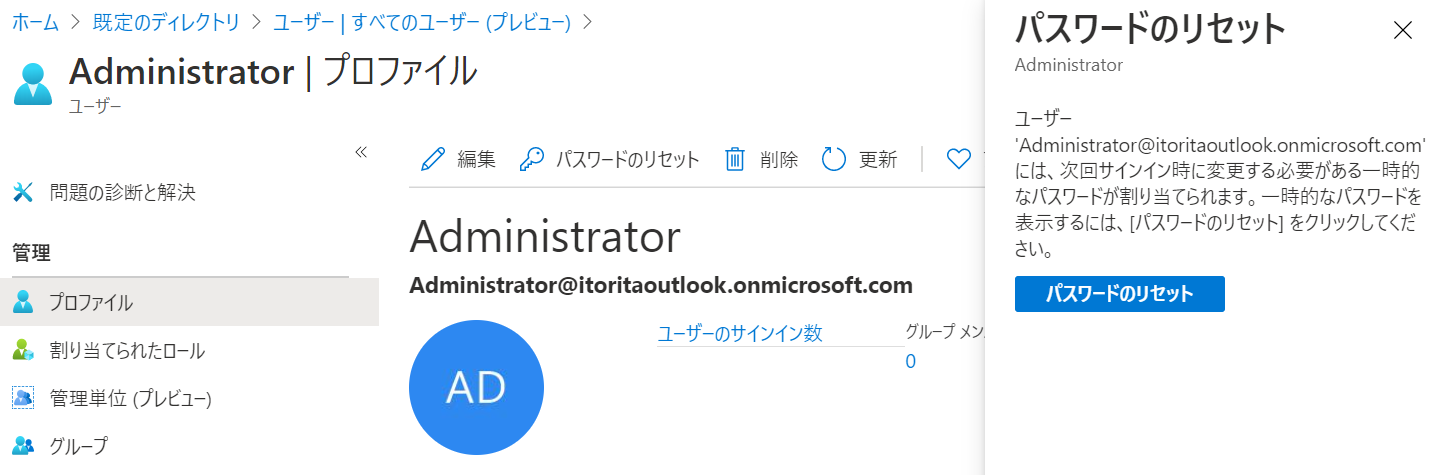 ホーム > 既定のディレクトリ > ユーザー | すべてのユーザー (プレビュー) >
Administrator | プロファイル
ユーザー
«
問題の診断と解決
管理
プロファイル
割り当てられたロール
管理単位 (プレビュー)
グループ
編集 パスワードのリセット 削除 更新
Administrator
Administrator@itoritaoutlook.onmicrosoft.com
AD
ユーザーのサインイン数
グループ メン
0
パスワードのリセット
Administrator
ユーザー
'Administrator@itoritaoutlook.onmicrosoft.com'
には、次回サインイン時に変更する必要がある一時的
なパスワードが割り当てられます。一時的なパスワードを
表示するには、[パスワードのリセット] をクリックしてくだ
さい。
パスワードのリセット